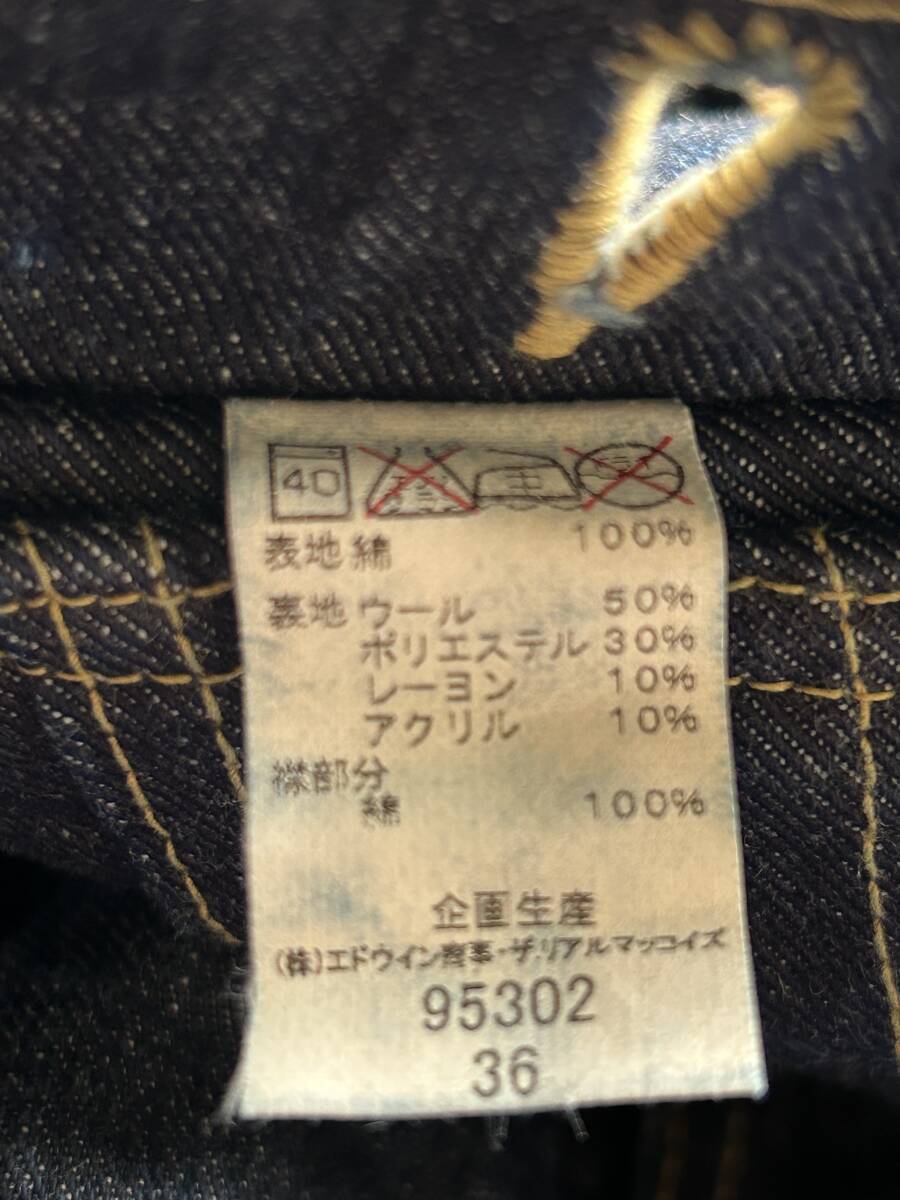 40
表地 綿 100%
裏地 ウール 50%
ポリエステル 30%
レーヨン 10%
アクリル 10%
襟部分
綿 100%
企画生産
(株)エドウイン商事・ザ.リアルマッコイズ
95302
36